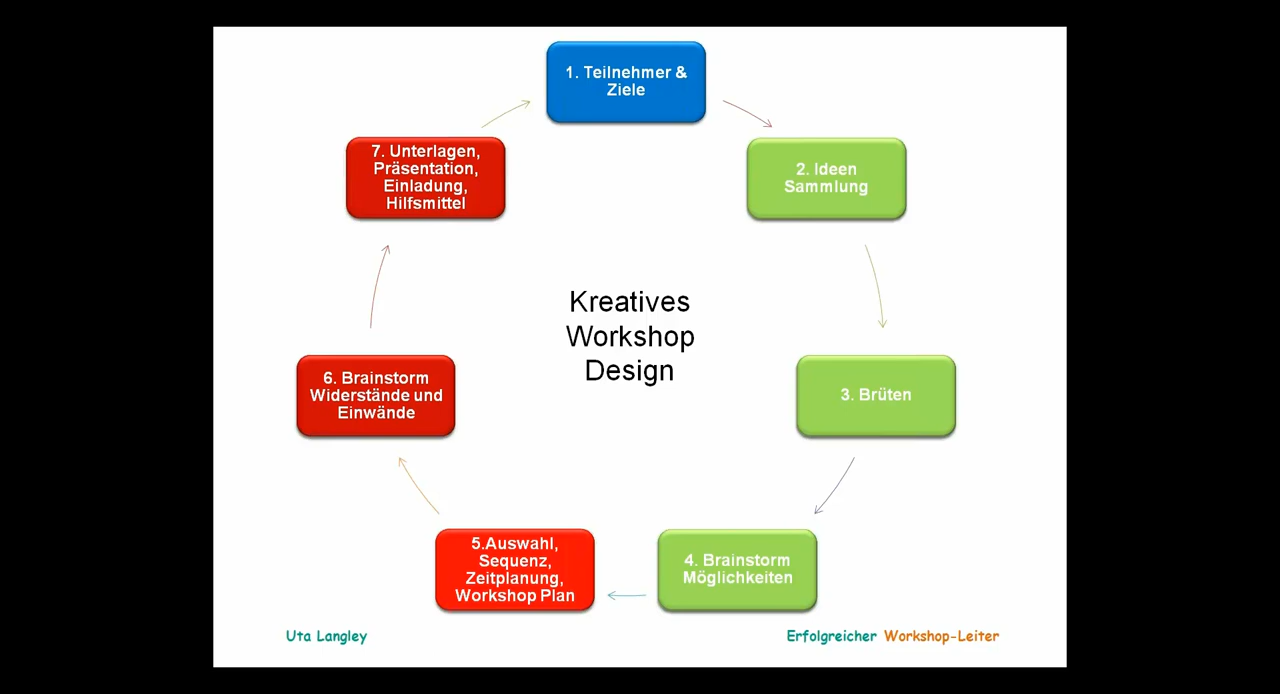 1. Teilnehmer &
Ziele
2. Ideen
Sammlung
3. Brüten
4. Brainstorm
Möglichkeiten
5.Auswahl,
Sequenz,
Zeitplanung,
Workshop Plan
6. Brainstorm
Widerstände und
Einwände
7. Unterlagen,
Präsentation,
Einladung,
Hilfsmittel
Kreatives
Workshop
Design
Uta Langley
Erfolgreicher Workshop-Leiter